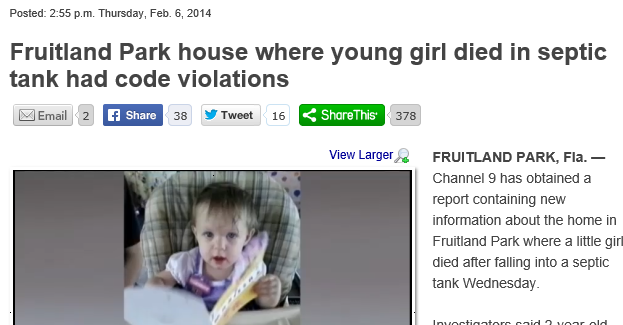 Posted: 2:55 p.m. Thursday, Feb. 6, 2014
Fruitland Park house where young girl died in septic
tank had code violations
Email 2 Share 38 Tweet 16 ShareThis 378
View Larger
FRUITLAND PARK, Fla. —
Channel 9 has obtained a
report containing new
information about the home in
Fruitland Park where a little girl
died after falling into a septic
tank Wednesday.
Investigators said 2-year-old